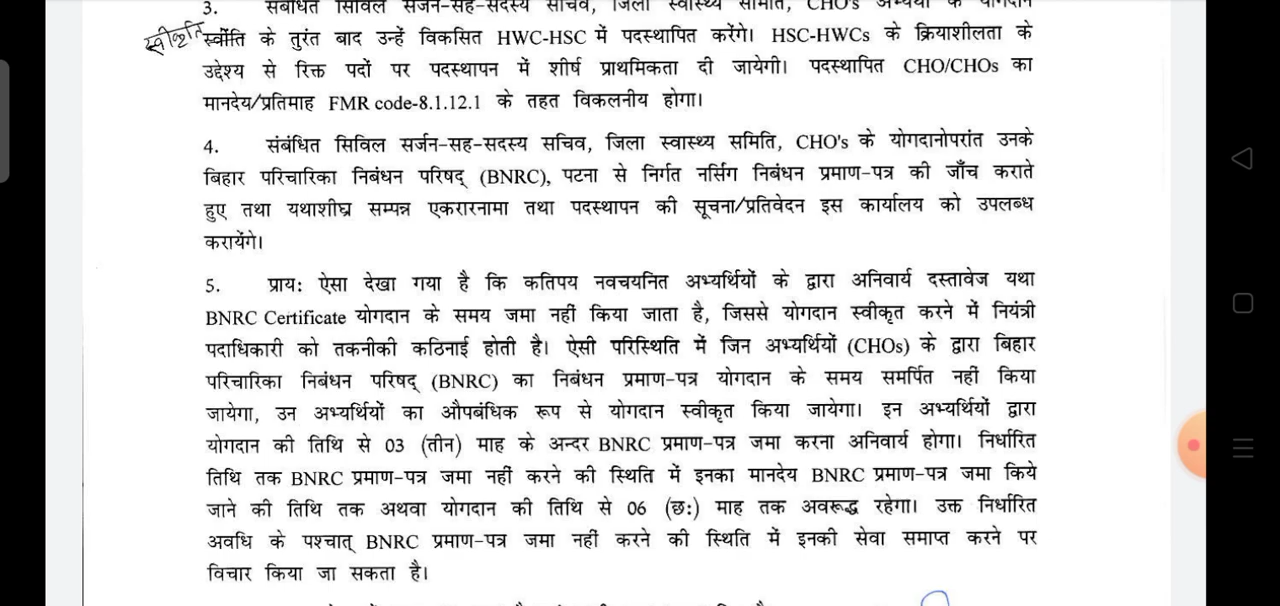 3. संबंधित सिविल सर्जन-सह-सदस्य सचिव, जिला स्वास्थ्य समिति, CHO's अभ्यर्थी के योगदान
स्वीकृति
के तुरंत बाद उन्हें विकसित HWC-HSC में पदस्थापित करेंगे। HSC-HWCs के क्रियाशीलता के
उद्देश्य से रिक्त पदों पर पदस्थापन में शीर्ष प्राथमिकता दी जायेगी। पदस्थापित CHO/CHOs का
मानदेय/प्रतिमाह FMR code-8.1.12.1 के तहत विकलनीय होगा।
4. संबंधित सिविल सर्जन-सह-सदस्य सचिव, जिला स्वास्थ्य समिति, CHO's के योगदानोपरांत उनके
बिहार परिचारिका निबंधन परिषद् (BNRC), पटना से निर्गत नर्सिंग निबंधन प्रमाण-पत्र की जाँच कराते
हुए तथा यथाशीघ्र सम्पन्न एकरारनामा तथा पदस्थापन की सूचना/प्रतिवेदन इस कार्यालय को उपलब्ध
करायेंगे।
5. प्राय: ऐसा देखा गया है कि कतिपय नवचयनित अभ्यर्थियों के द्वारा अनिवार्य दस्तावेज यथा
BNRC Certificate योगदान के समय जमा नहीं किया जाता है, जिससे योगदान स्वीकृत करने में नियंत्री
पदाधिकारी को तकनीकी कठिनाई होती है। ऐसी परिस्थिति में जिन अभ्यर्थियों (CHOs) के द्वारा बिहार
परिचारिका निबंधन परिषद् (BNRC) का निबंधन प्रमाण-पत्र योगदान के समय समर्पित नहीं किया
जायेगा, उन अभ्यर्थियों का औपबंधिक रूप से योगदान स्वीकृत किया जायेगा। इन अभ्यर्थियों द्वारा
योगदान की तिथि से 03 (तीन) माह के अन्दर BNRC प्रमाण-पत्र जमा करना अनिवार्य होगा। निर्धारित
तिथि तक BNRC प्रमाण-पत्र जमा नहीं करने की स्थिति में इनका मानदेय BNRC प्रमाण-पत्र जमा किये
जाने की तिथि तक अथवा योगदान की तिथि से 06 (छ:) माह तक अवरूद्ध रहेगा। उक्त निर्धारित
अवधि के पश्चात् BNRC प्रमाण-पत्र जमा नहीं करने की स्थिति में इनकी सेवा समाप्त करने पर
विचार किया जा सकता है।